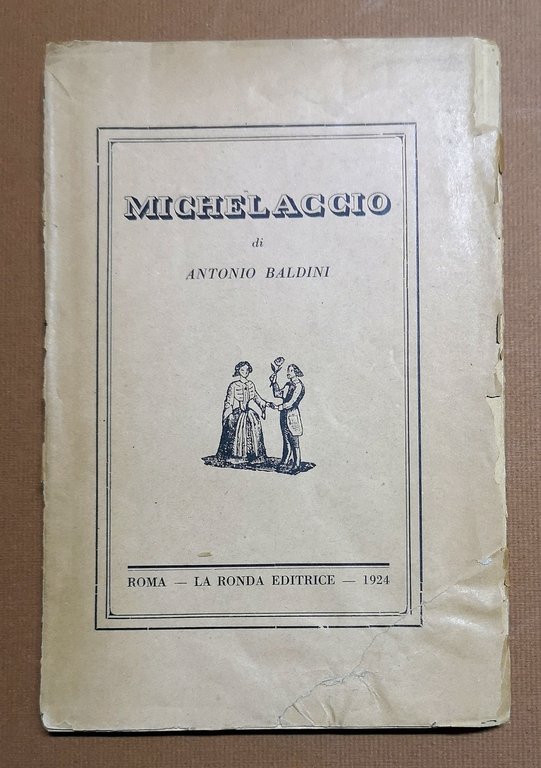 MICHELACCIO
di
ANTONIO BALDINI
ROMA — LA RONDA EDITRICE — 1924